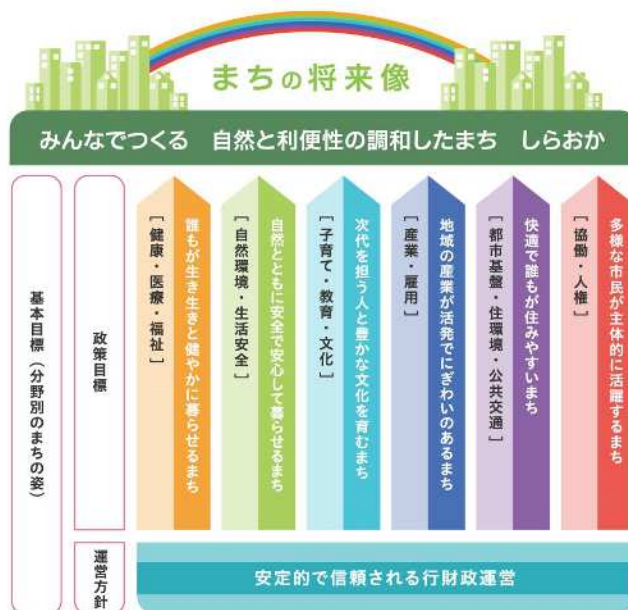 まちの将来像
みんなでつくる 自然と利便性の調和したまち しらおか
基本目標(分野別のまちの姿)
政策目標
[健康・医療・福祉]
誰もが生き生きと健やかに暮らせるまち
[自然環境・生活安全]
自然とともに安全で安心して暮らせるまち
[子育て・教育・文化]
次代を担う人と豊かな文化を育むまち
[産業・雇用]
地域の産業が活発でにぎわいのあるまち
[都市基盤・住環境・公共交通]
快適で誰もが住みやすいまち
[協働・人権]
多様な市民が主体的に活躍するまち
運営方針
安定的で信頼される行財政運営